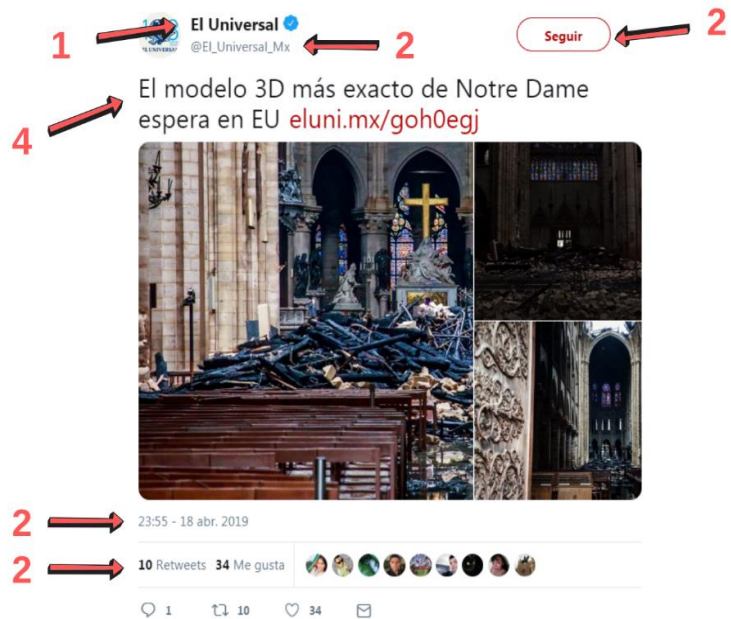 El Universal
1
@El_Universal_Mx
2
Seguir
2
El modelo 3D más exacto de Notre Dame
espera en EU eluni.mx/goh0egj
4
2
23:55 - 18 abr. 2019
2
10 Retweets 34 Me gusta
1 10 34